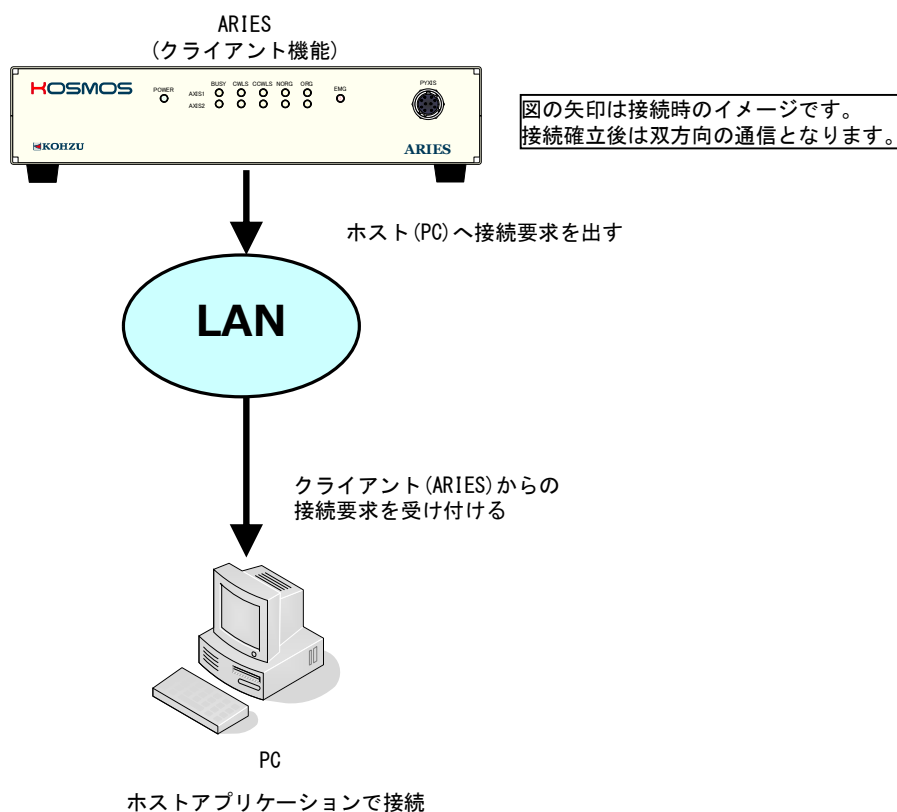 ARIES
(クライアント機能)
KOSMOS
POWER
BUSY CWLS CCWLS NORG ORG
AXIS1
AXIS2
EMG
PYXIS
KOHZU
ARIES
図の矢印は接続時のイメージです。
接続確立後は双方向の通信となります。
ホスト(PC)へ接続要求を出す
LAN
クライアント(ARIES)からの
接続要求を受け付ける
PC
ホストアプリケーションで接続